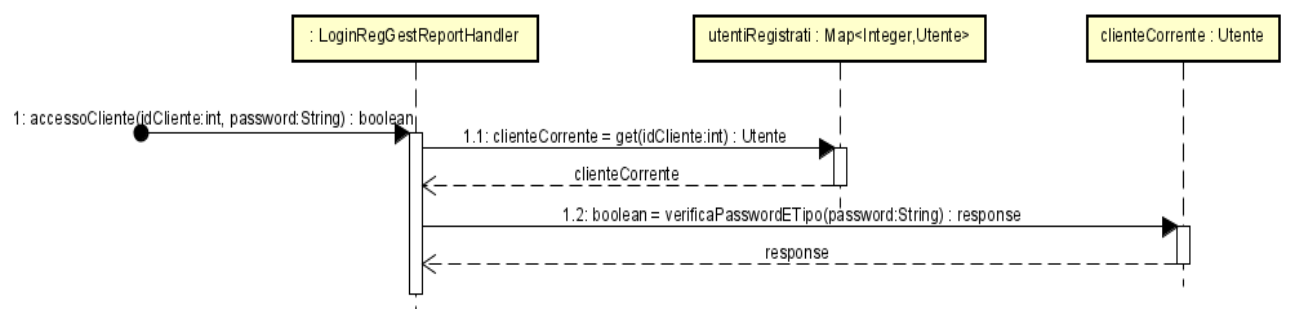 : LoginRegGestReportHandler
utentiRegistrati : Map<Integer,Utente>
clienteCorrente : Utente
1: accessoCliente(idCliente:int, password:String) : boolean
1.1: clienteCorrente = get(idCliente:int) : Utente
clienteCorrente
1.2: boolean = verificaPasswordETipo(password:String) : response
response